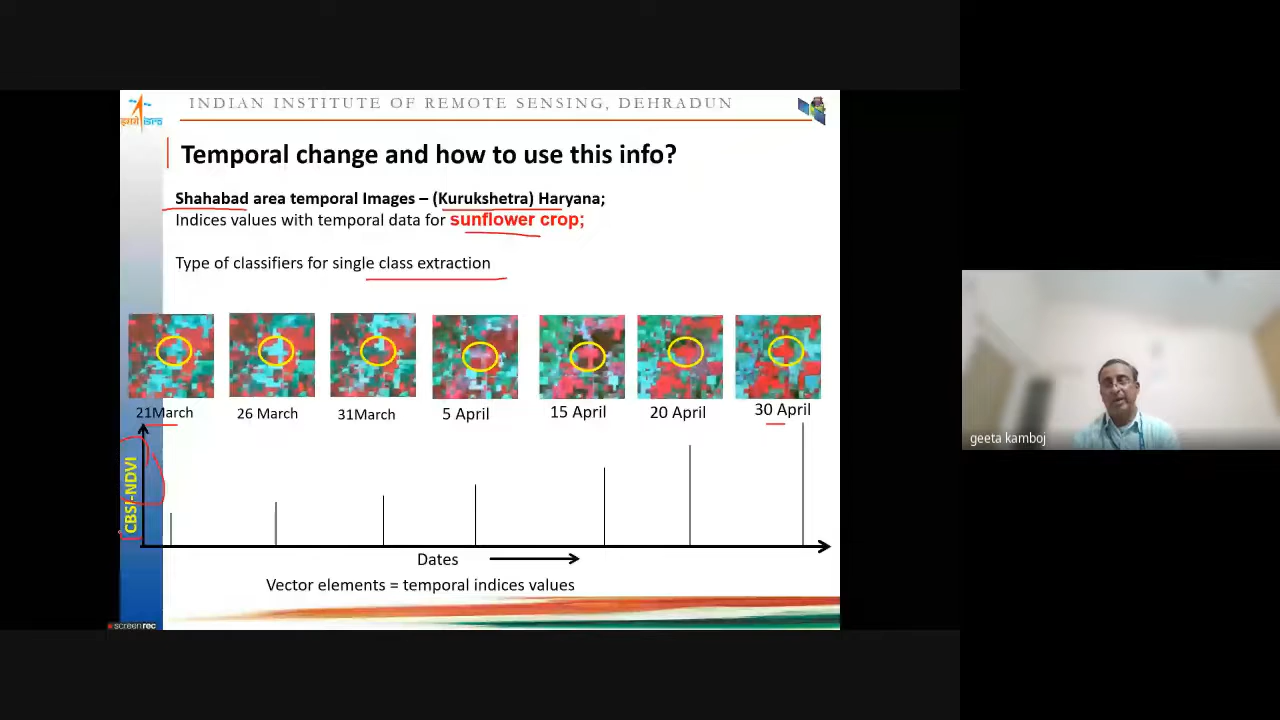 INDIAN INSTITUTE OF REMOTE SENSING, DEHRADUN
इसरो isro
Temporal change and how to use this info?
Shahabad area temporal Images – (Kurukshetra) Haryana;
Indices values with temporal data for sunflower crop;
Type of classifiers for single class extraction
21March 26 March 31March 5 April 15 April 20 April 30 April
CBSI-NDVI
Dates
Vector elements = temporal indices values
screenrec
geeta kamboj